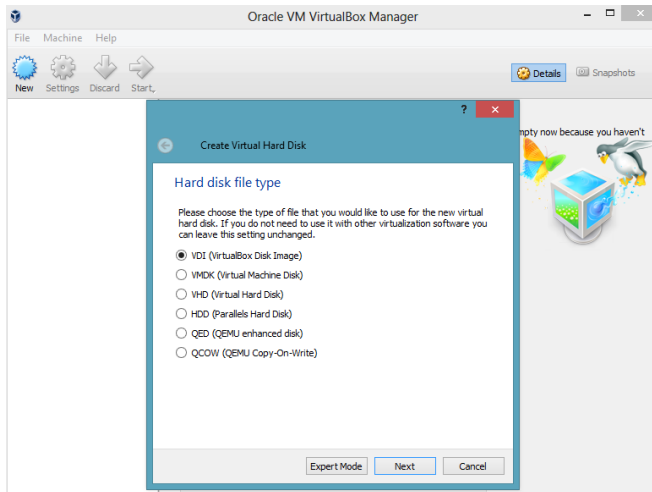 Oracle VM VirtualBox Manager
File Machine Help
New Settings Discard Start
Details Snapshots
?
mpty now because you haven't
Create Virtual Hard Disk
Hard disk file type
Please choose the type of file that you would like to use for the new virtual
hard disk. If you do not need to use it with other virtualization software you
can leave this setting unchanged.
VDI (VirtualBox Disk Image)
VMDK (Virtual Machine Disk)
VHD (Virtual Hard Disk)
HDD (Parallels Hard Disk)
QED (QEMU enhanced disk)
QCOW (QEMU Copy-On-Write)
Expert Mode Next Cancel